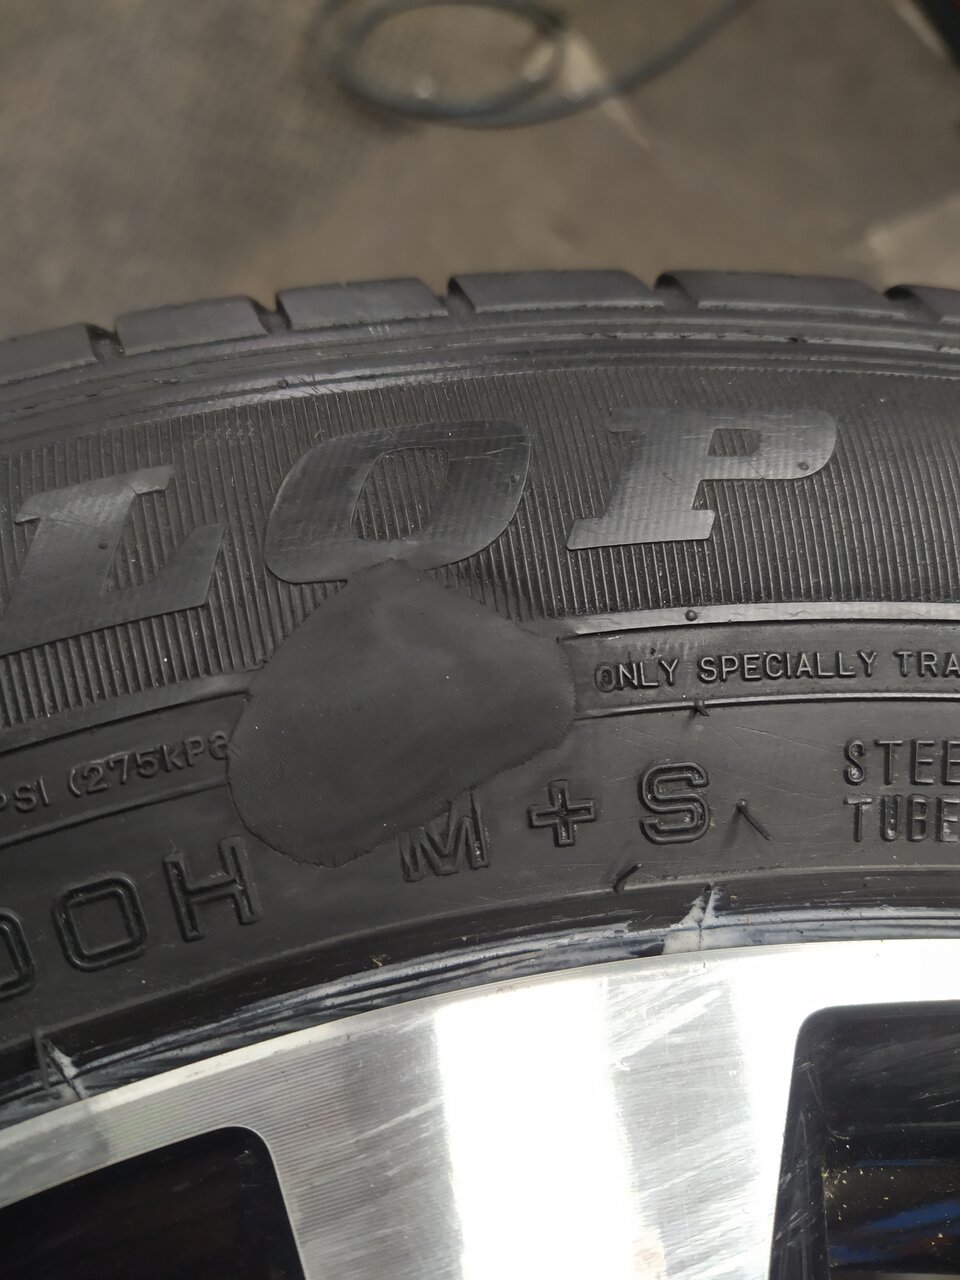 LOP
PSI (275kPa
ONLY SPECIALLY TRA
00H M+S
STEE
TUBE